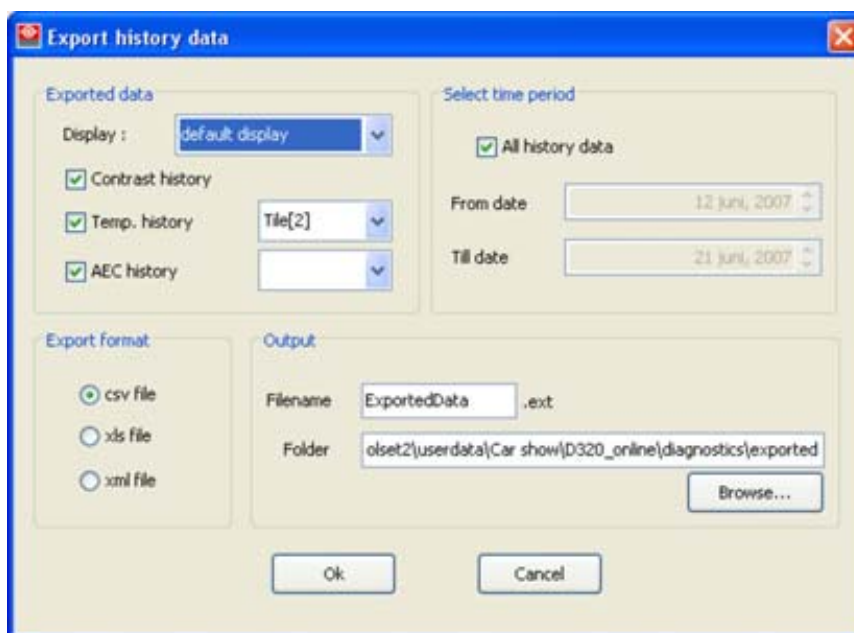 Export history data
Exported data
Display :
default display
Contrast history
Temp. history
Tile[2]
AEC history
Select time period
All history data
From date
12 juni, 2007
Till date
21 juni, 2007
Export format
csv file
xls file
xml file
Output
Filename
ExportedData
.ext
Folder
olset2\userdata\Car show\D320_online\diagnostics\exported
Browse...
Ok
Cancel